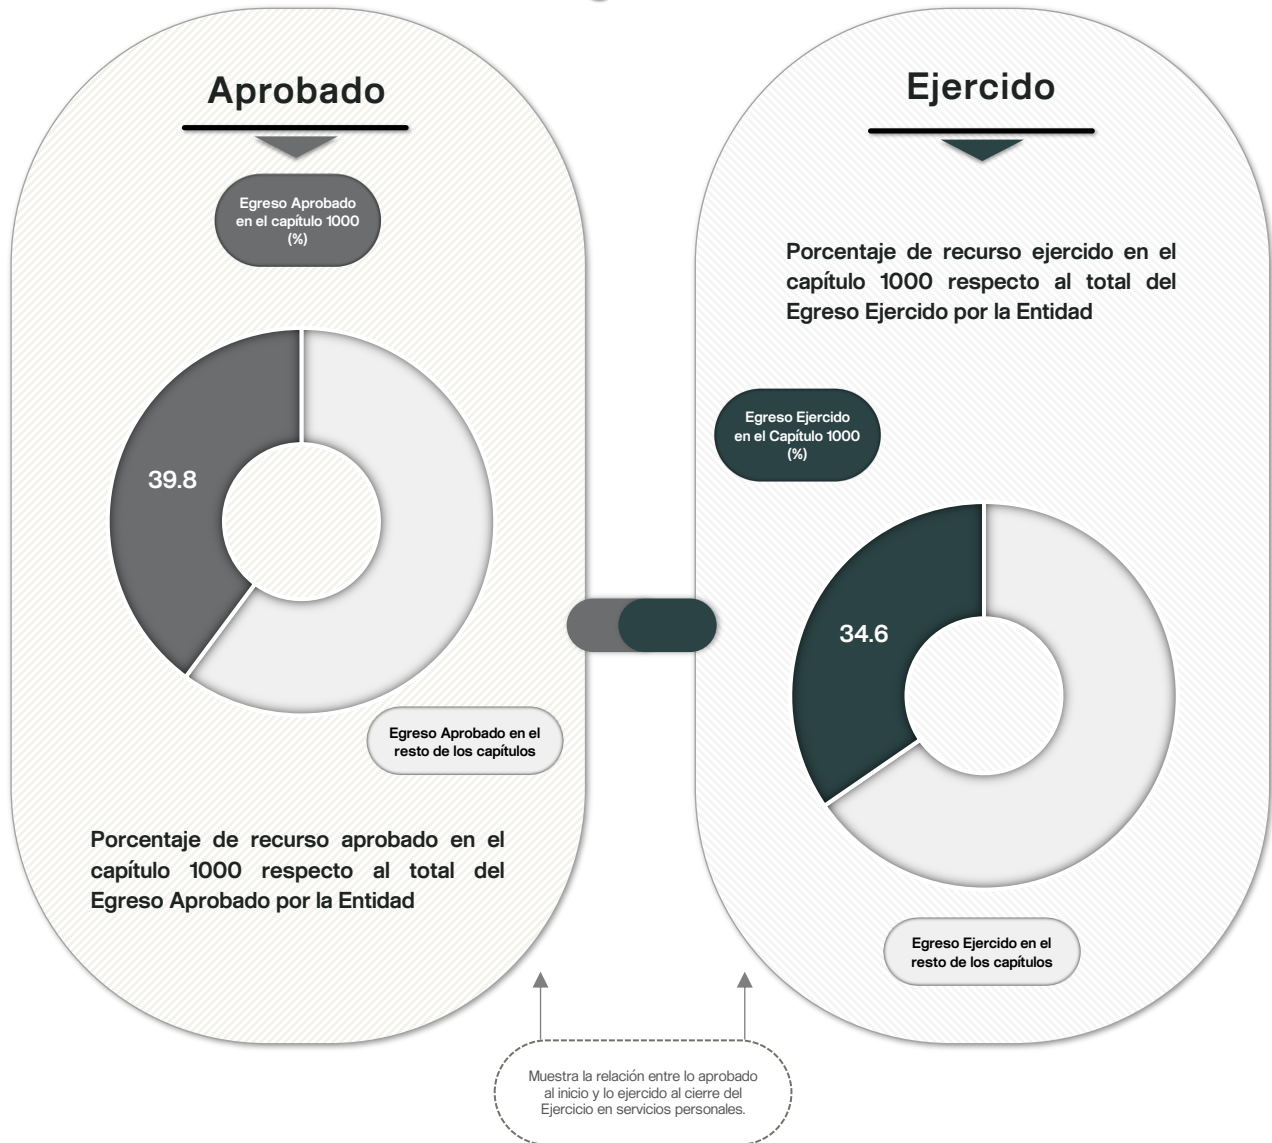 Aprobado
Egreso Aprobado
en el capítulo 1000
(%)
39.8
Egreso Aprobado en el
resto de los capítulos
Porcentaje de recurso aprobado en el
capítulo 1000 respecto al total del
Egreso Aprobado por la Entidad
Ejercido
Porcentaje de recurso ejercido en el
capítulo 1000 respecto al total del
Egreso Ejercido por la Entidad
Egreso Ejercido
en el Capítulo 1000
(%)
34.6
Egreso Ejercido en el
resto de los capítulos
Muestra la relación entre lo aprobado
al inicio y lo ejercido al cierre del
Ejercicio en servicios personales.